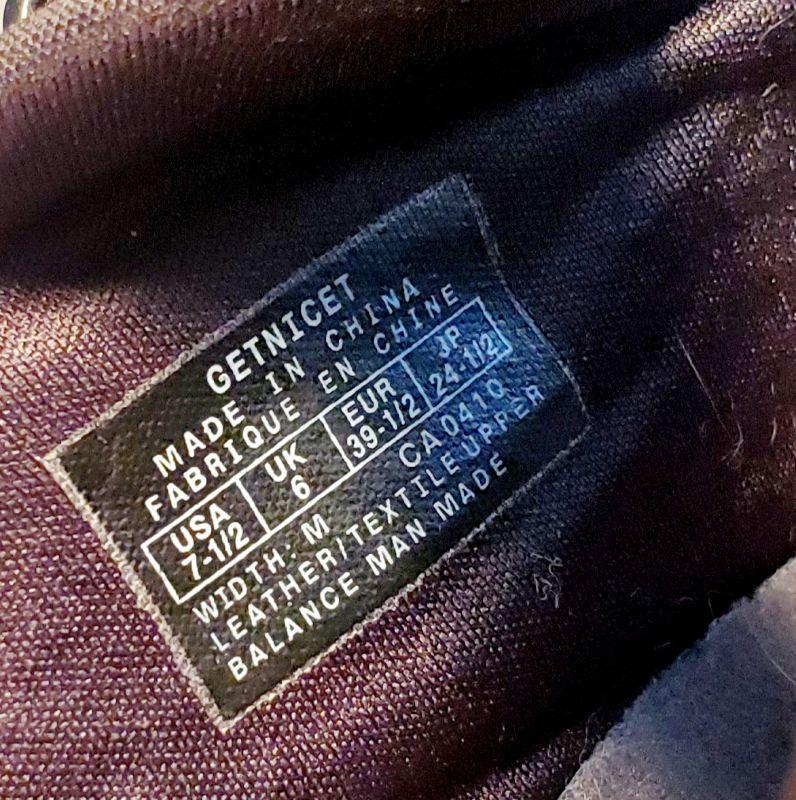 GETNICET
MADE IN CHINA
FABRIQUE EN CHINE
USA UK EUR JP
7-1/2 6 39-1/2 24-1/2
WIDTH: M CA0410
LEATHER/TEXTILE UPPER
BALANCE MAN MADE